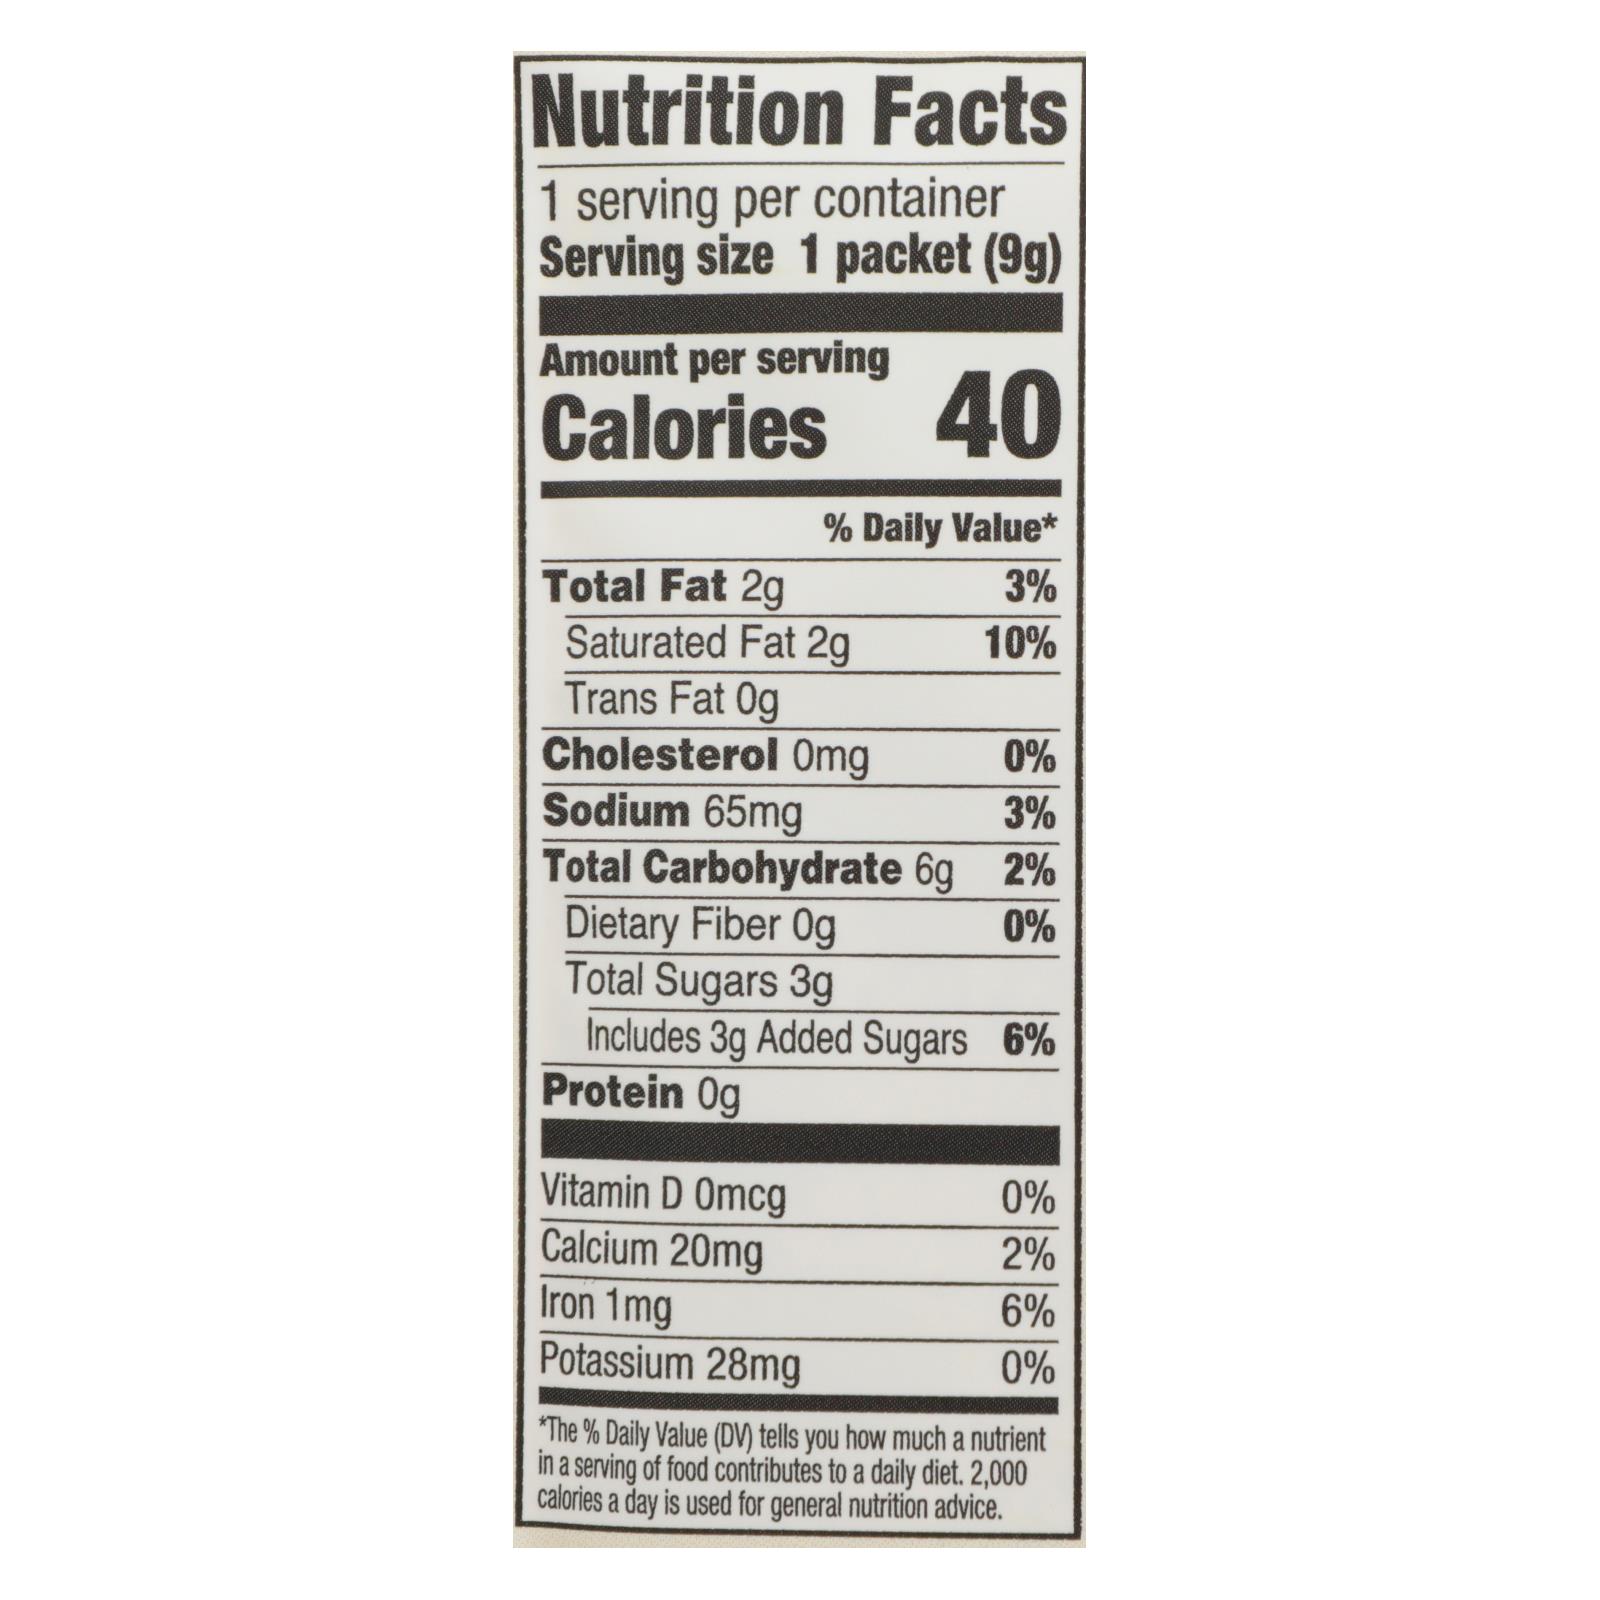 Nutrition Facts
1 serving per container
Serving size 1 packet (9g)
Amount per serving
Calories 40
% Daily Value*
Total Fat 2g 3%
Saturated Fat 2g 10%
Trans Fat 0g
Cholesterol 0mg 0%
Sodium 65mg 3%
Total Carbohydrate 6g 2%
Dietary Fiber 0g 0%
Total Sugars 3g
Includes 3g Added Sugars 6%
Protein 0g
Vitamin D 0mcg 0%
Calcium 20mg 2%
Iron 1mg 6%
Potassium 28mg 0%
*The % Daily Value (DV) tells you how much a nutrient
in a serving of food contributes to a daily diet. 2,000
calories a day is used for general nutrition advice.